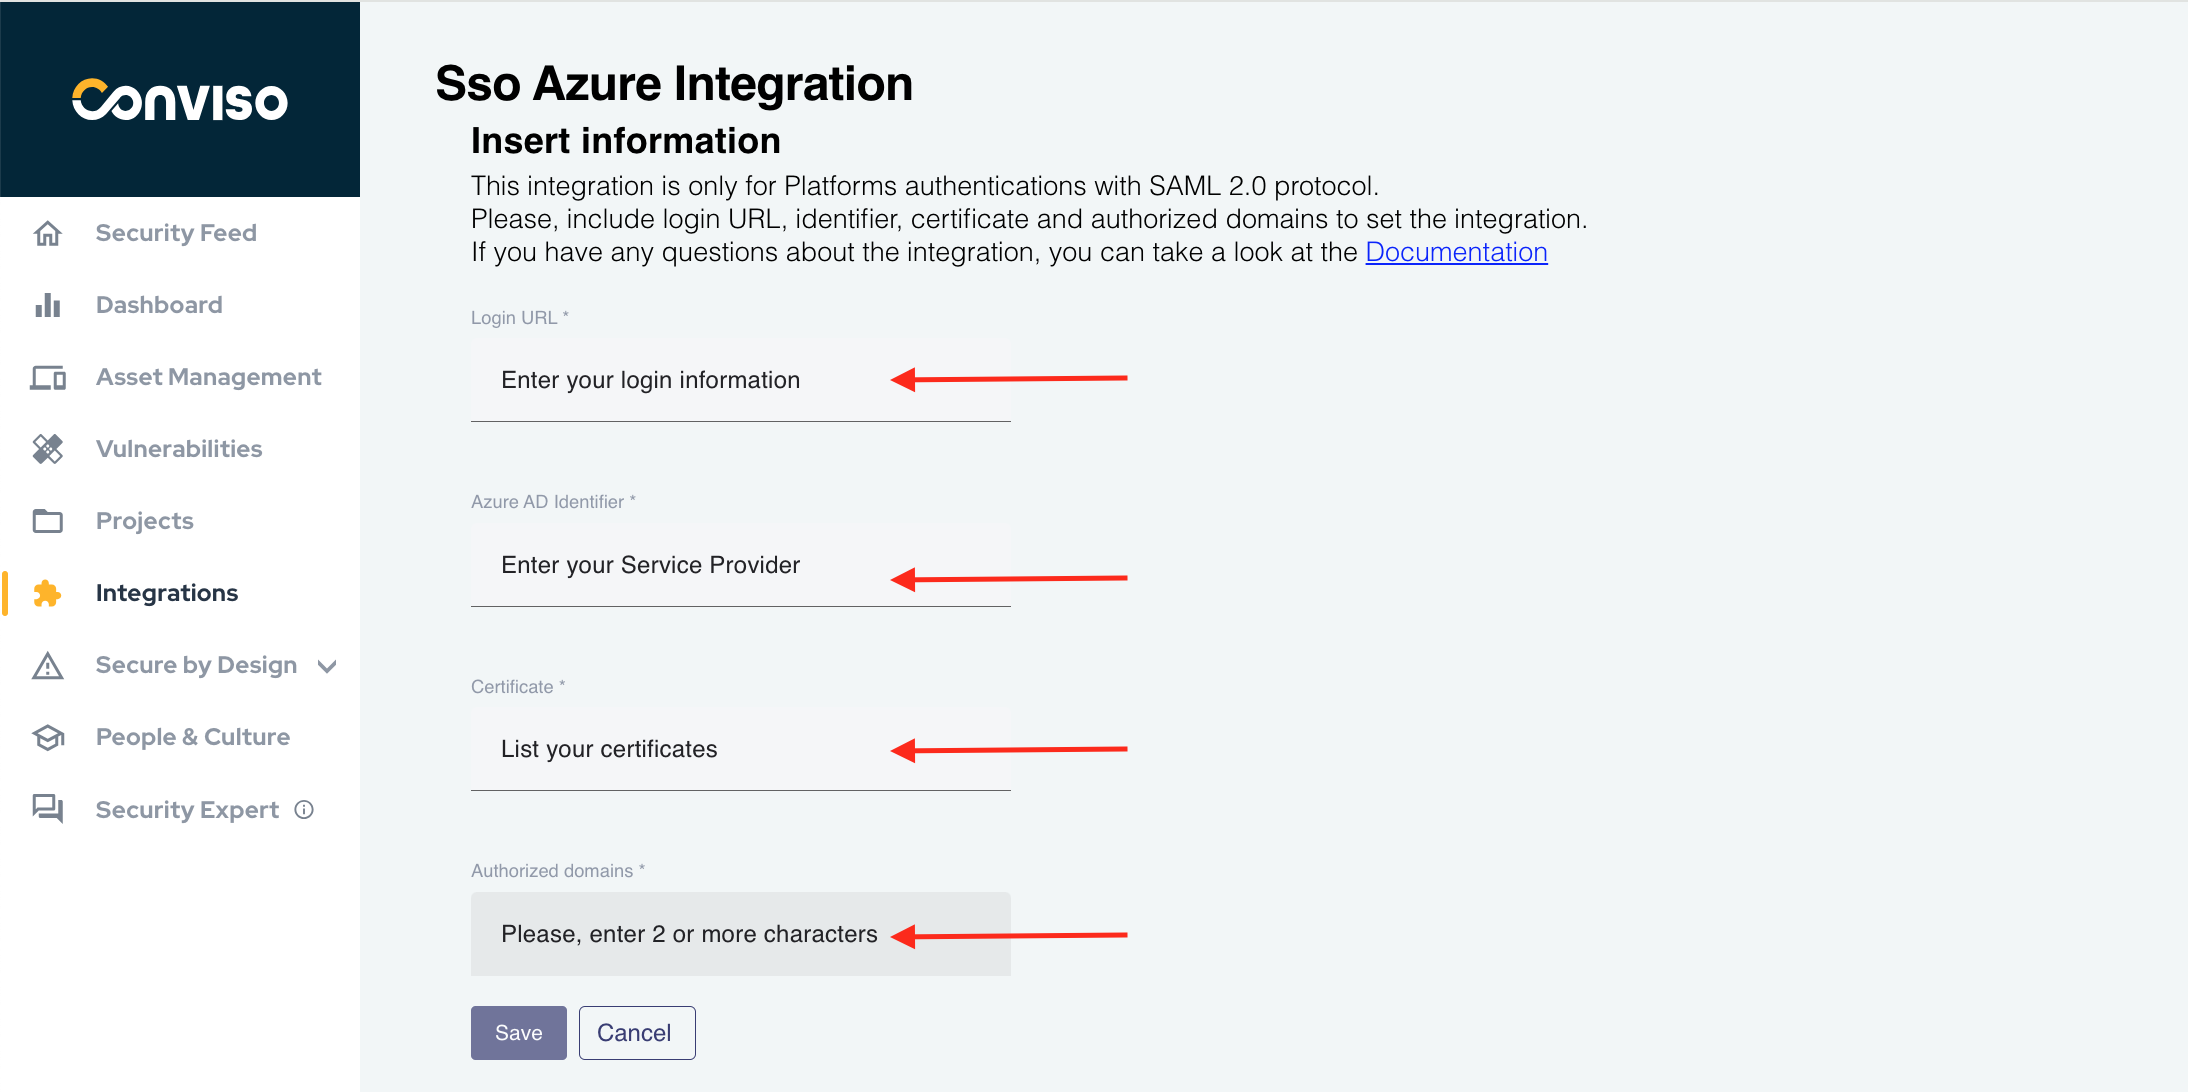 Conviso
Security Feed
Dashboard
Asset Management
Vulnerabilities
Projects
Integrations
Secure by Design
People & Culture
Security Expert
Sso Azure Integration
Insert information
This integration is only for Platforms authentications with SAML 2.0 protocol.
Please, include login URL, identifier, certificate and authorized domains to set the integration.
If you have any questions about the integration, you can take a look at the Documentation
Login URL *
Enter your login information
Azure AD Identifier *
Enter your Service Provider
Certificate *
List your certificates
Authorized domains *
Please, enter 2 or more characters
Save Cancel